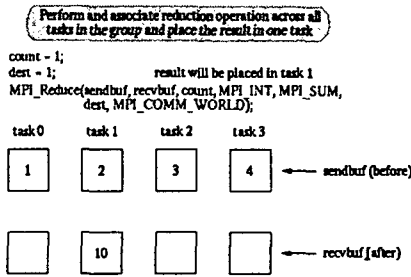 Perform and associate reduction operation across all
tasks in the group and place the result in one task
count = 1;
dest = 1; result will be placed in task 1
MPI_Reduce(sendbuf, recvbuf, count, MPI_INT, MPI_SUM,
dest, MPI_COMM_WORLD);
task 0 task 1 task 2 task 3
1 2 3 4 sendbuf (before)
10 recvbuf (after)